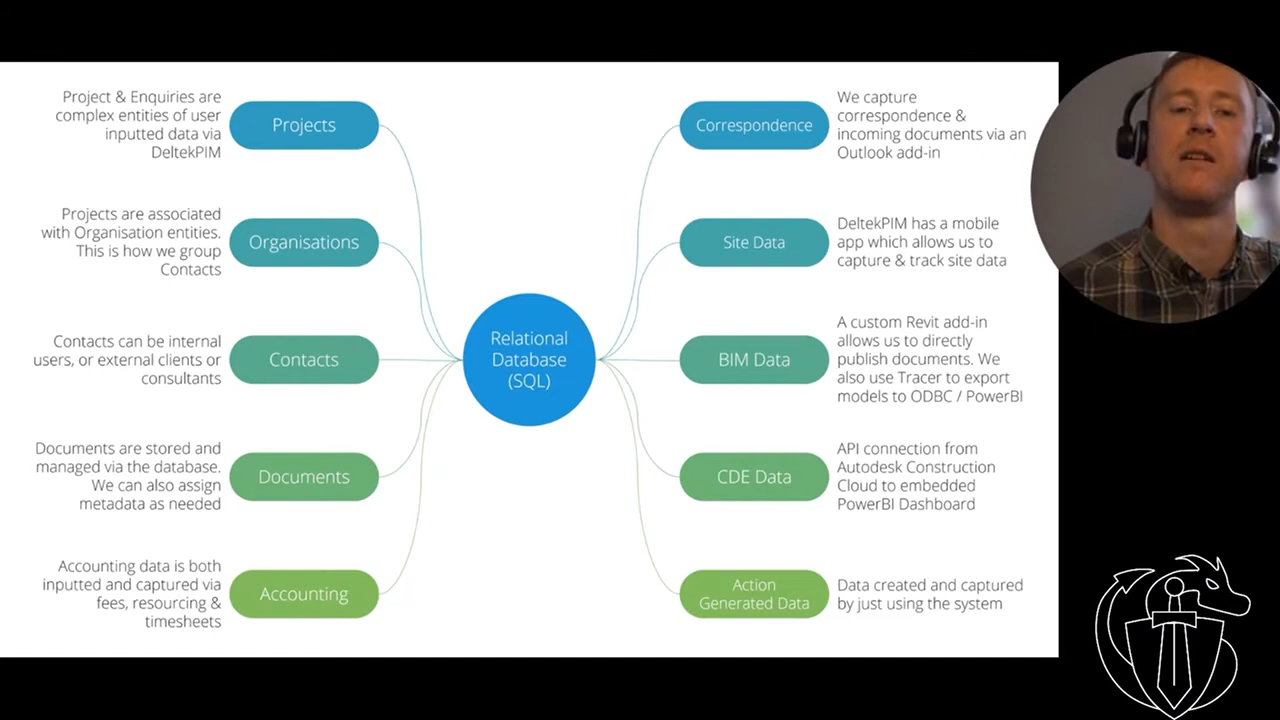 Project & Enquiries are
complex entities of user
inputted data via
DeltekPIM
Projects
Projects are associated
with Organisation entities.
This is how we group
Contacts
Organisations
Contacts can be internal
users, or external clients or
consultants
Contacts
Documents are stored and
managed via the database.
We can also assign
metadata as needed
Documents
Accounting data is both
inputted and captured via
fees, resourcing &
timesheets
Accounting
Relational
Database
(SQL)
Correspondence
We capture
correspondence &
incoming documents via an
Outlook add-in
Site Data
DeltekPIM has a mobile
app which allows us to
capture & track site data
BIM Data
A custom Revit add-in
allows us to directly
publish documents. We
also use Tracer to export
models to ODBC / PowerBI
CDE Data
API connection from
Autodesk Construction
Cloud to embedded
PowerBI Dashboard
Action
Generated Data
Data created and captured
by just using the system